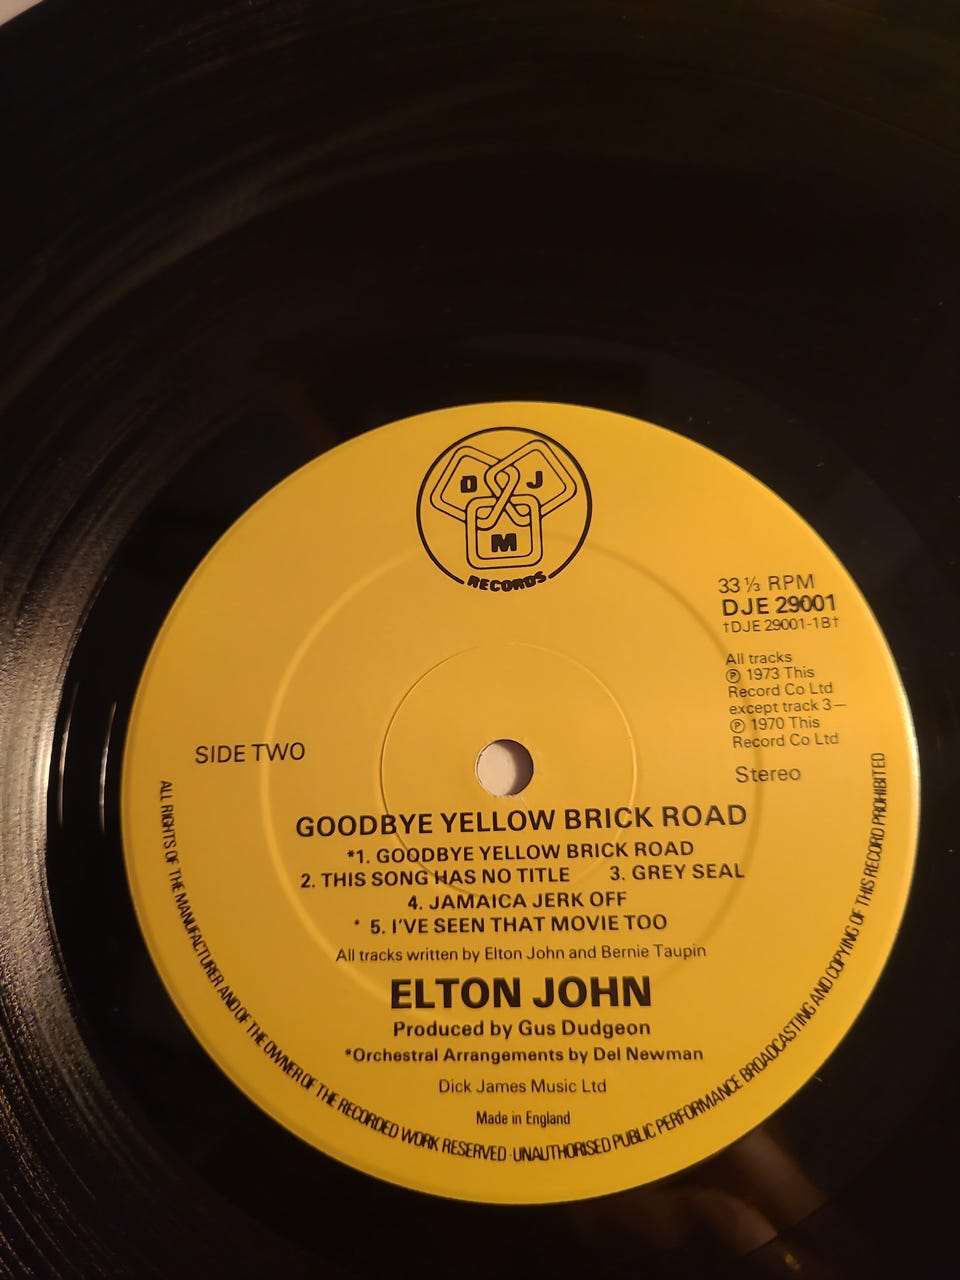 D J
M
RECORDS
33 ⅓ RPM
DJE 29001
†DJE 29001-1B†
All tracks
℗ 1973 This
Record Co Ltd
except track 3—
℗ 1970 This
Record Co Ltd
Stereo
SIDE TWO
GOODBYE YELLOW BRICK ROAD
*1. GOODBYE YELLOW BRICK ROAD
2. THIS SONG HAS NO TITLE 3. GREY SEAL
4. JAMAICA JERK OFF
* 5. I'VE SEEN THAT MOVIE TOO
All tracks written by Elton John and Bernie Taupin
ELTON JOHN
Produced by Gus Dudgeon
*Orchestral Arrangements by Del Newman
Dick James Music Ltd
Made in England
ALL RIGHTS OF THE MANUFACTURER AND OF THE OWNER OF THE RECORDED WORK RESERVED · UNAUTHORISED PUBLIC PERFORMANCE BROADCASTING AND COPYING OF THIS RECORD PROHIBITED